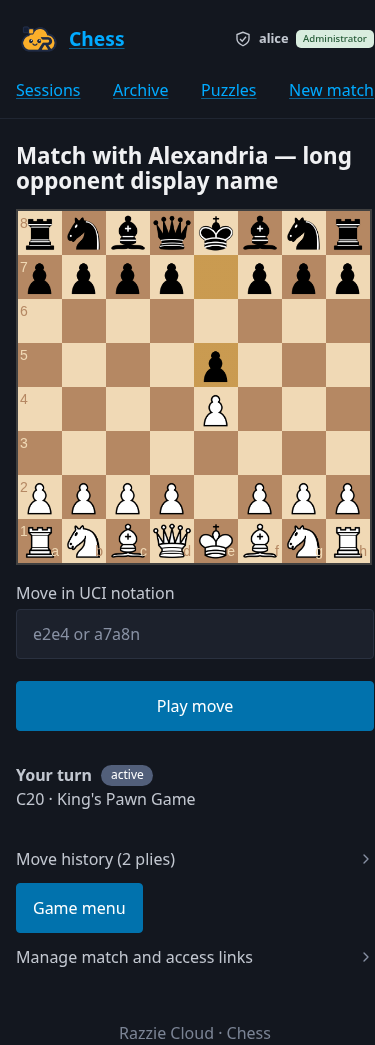 Chess
alice Administrator
Sessions Archive Puzzles New match
Match with Alexandria — long
opponent display name
8
7
6
5
4
3
2
1
a b c d e f g h
Move in UCI notation
e2e4 or a7a8n
Play move
Your turn active
C20 · King's Pawn Game
Move history (2 plies)
Game menu
Manage match and access links
Razzie Cloud · Chess